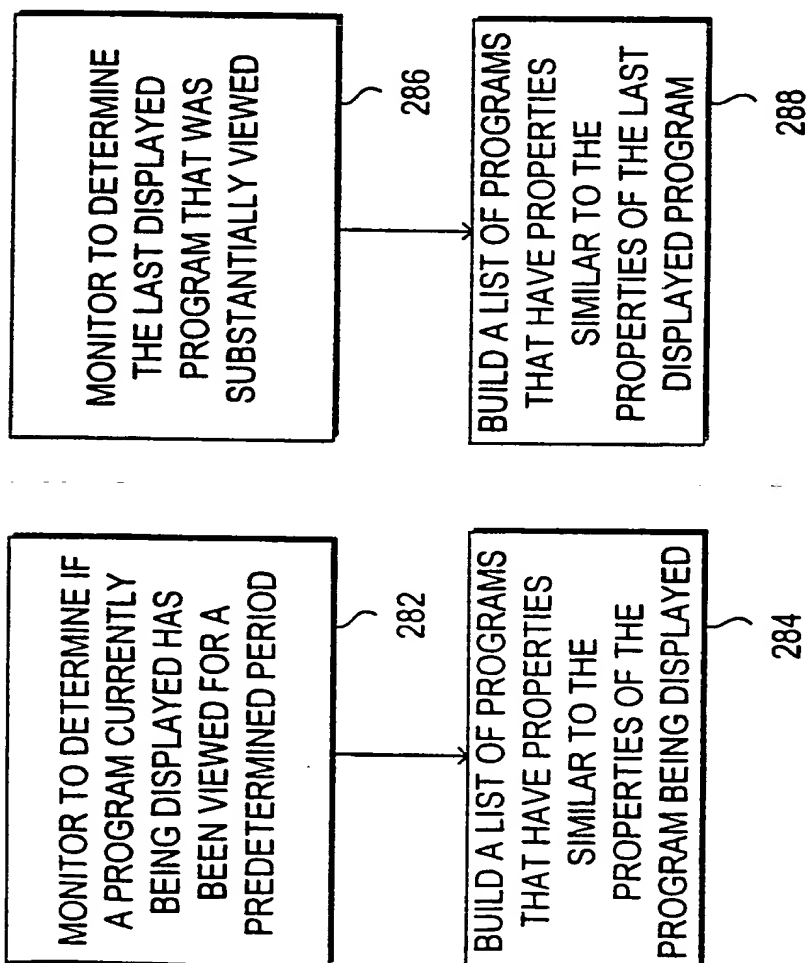 MONITOR TO DETERMINE IF
A PROGRAM CURRENTLY
BEING DISPLAYED HAS
BEEN VIEWED FOR A
PREDETERMINED PERIOD
282
BUILD A LIST OF PROGRAMS
THAT HAVE PROPERTIES
SIMILAR TO THE
PROPERTIES OF THE
PROGRAM BEING DISPLAYED
284
MONITOR TO DETERMINE
THE LAST DISPLAYED
PROGRAM THAT WAS
SUBSTANTIALLY VIEWED
286
BUILD A LIST OF PROGRAMS
THAT HAVE PROPERTIES
SIMILAR TO THE
PROPERTIES OF THE LAST
DISPLAYED PROGRAM
288